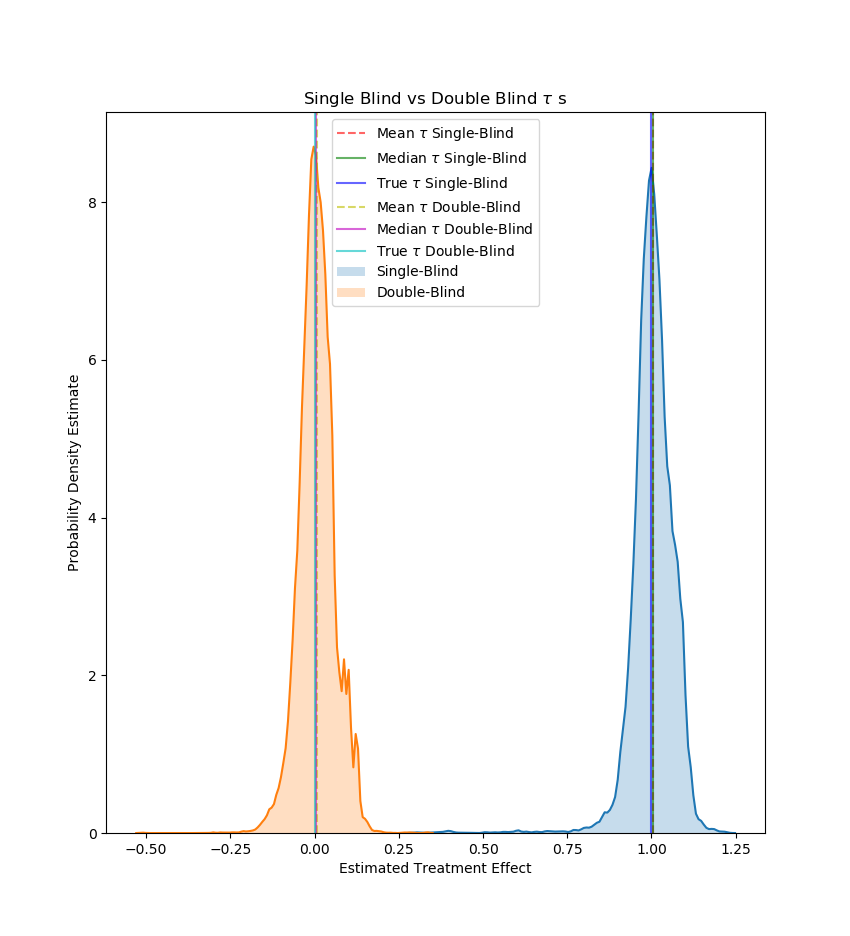 Single Blind vs Double Blind τ s
Mean τ Single-Blind
Median τ Single-Blind
True τ Single-Blind
Mean τ Double-Blind
Median τ Double-Blind
True τ Double-Blind
Single-Blind
Double-Blind
Probability Density Estimate
8
6
4
2
0
−0.50 −0.25 0.00 0.25 0.50 0.75 1.00 1.25
Estimated Treatment Effect